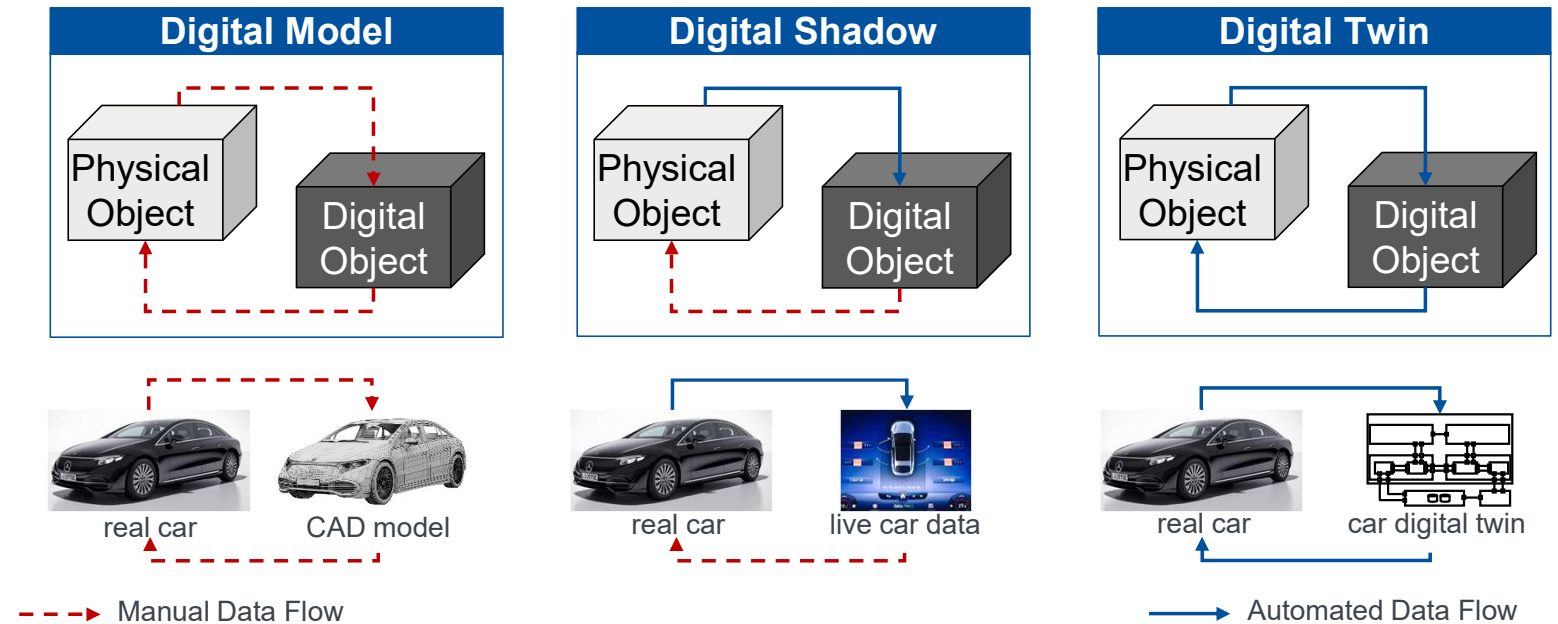 Digital Model
Digital Shadow
Digital Twin
Physical
Object
Digital
Object
Physical
Object
Digital
Object
Physical
Object
Digital
Object
real car
CAD model
real car
live car data
real car
car digital twin
Manual Data Flow
Automated Data Flow